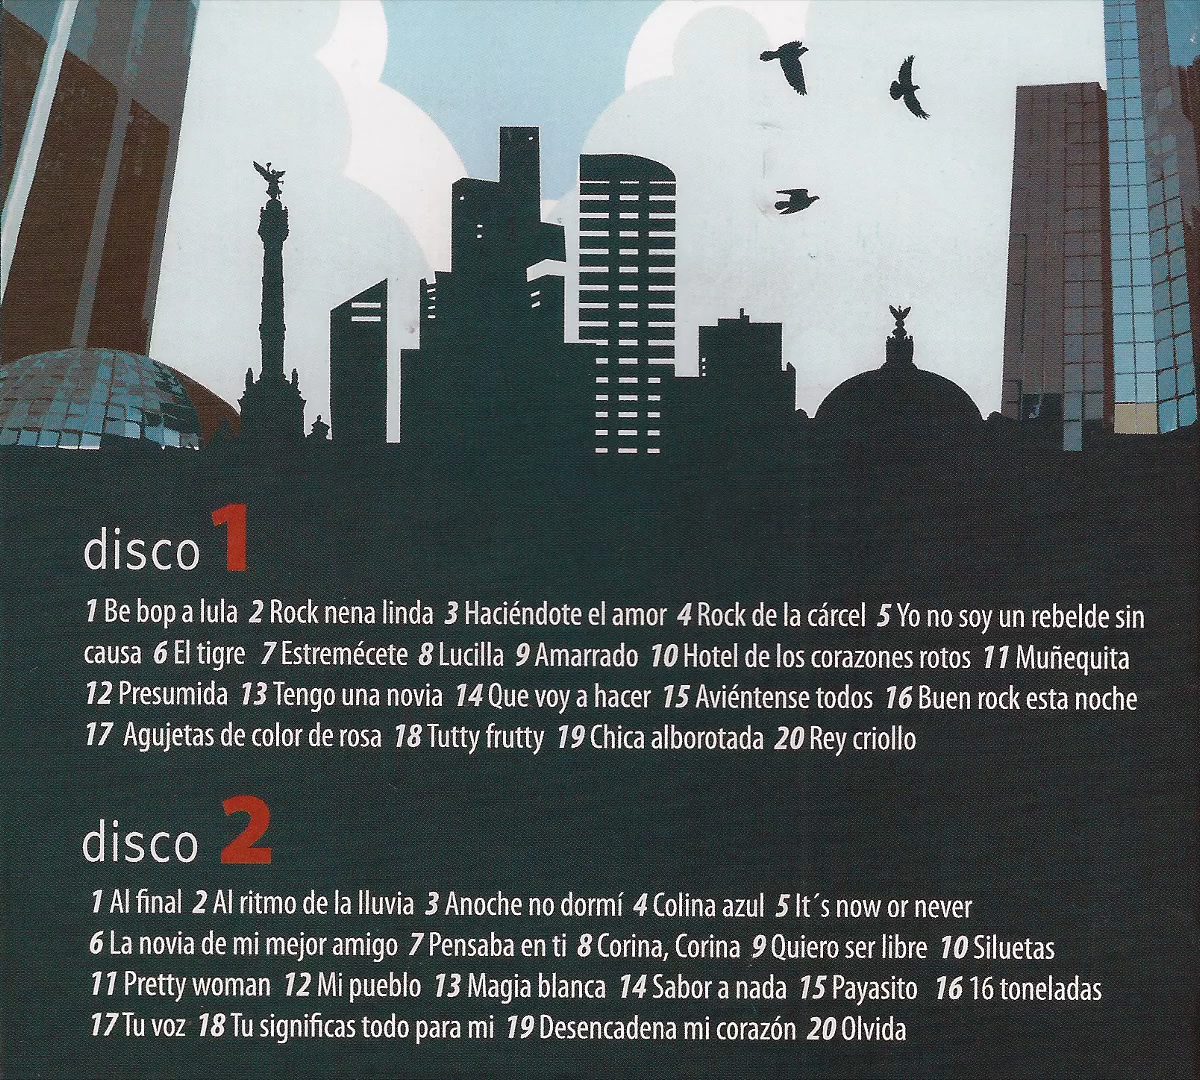 disco 1
1 Be bop a lula 2 Rock nena linda 3 Haciéndote el amor 4 Rock de la cárcel 5 Yo no soy un rebelde sin
causa 6 El tigre 7 Estremécete 8 Lucilla 9 Amarrado 10 Hotel de los corazones rotos 11 Muñequita
12 Presumida 13 Tengo una novia 14 Que voy a hacer 15 Aviéntense todos 16 Buen rock esta noche
17 Agujetas de color de rosa 18 Tutty frutty 19 Chica alborotada 20 Rey criollo
disco 2
1 Al final 2 Al ritmo de la lluvia 3 Anoche no dormí 4 Colina azul 5 It´s now or never
6 La novia de mi mejor amigo 7 Pensaba en ti 8 Corina, Corina 9 Quiero ser libre 10 Siluetas
11 Pretty woman 12 Mi pueblo 13 Magia blanca 14 Sabor a nada 15 Payasito 16 16 toneladas
17 Tu voz 18 Tu significas todo para mi 19 Desencadena mi corazón 20 Olvida